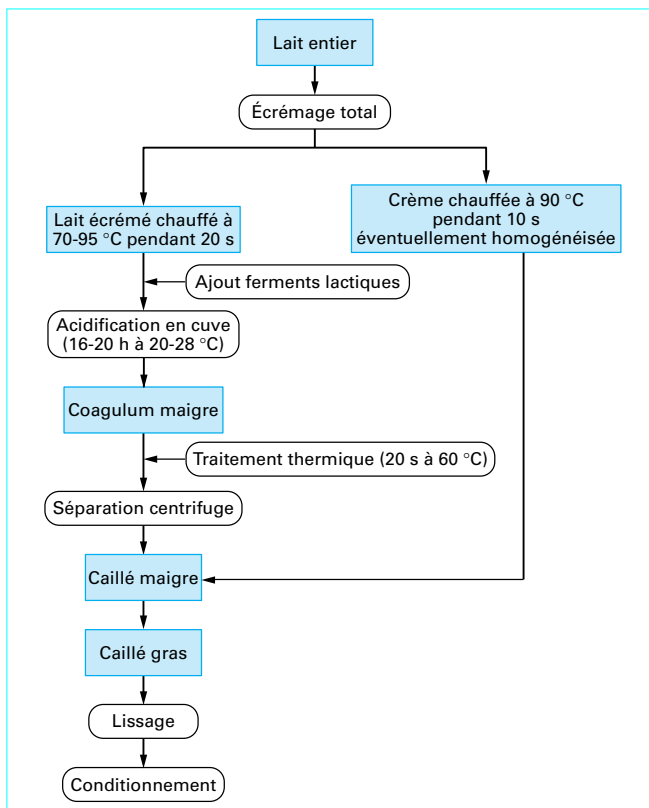 Lait entier
Écrémage total
Lait écrémé chauffé à
70-95 °C pendant 20 s
Crème chauffée à 90 °C
pendant 10 s
éventuellement homogénéisée
Ajout ferments lactiques
Acidification en cuve
(16-20 h à 20-28 °C)
Coagulum maigre
Traitement thermique (20 s à 60 °C)
Séparation centrifuge
Caillé maigre
Caillé gras
Lissage
Conditionnement